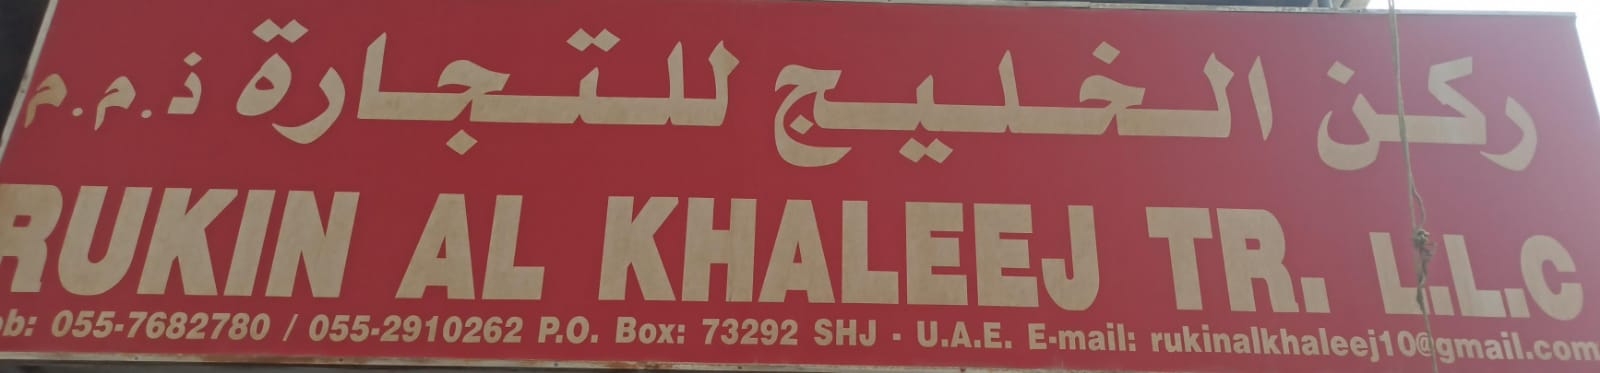 ركن الخليج للتجارة ذ.م.م
RUKIN AL KHALEEJ TR. L.L.C
ob: 055-7682780 / 055-2910262 P.O. Box: 73292 SHJ - U.A.E. E-mail: rukinalkhaleej10@gmail.com